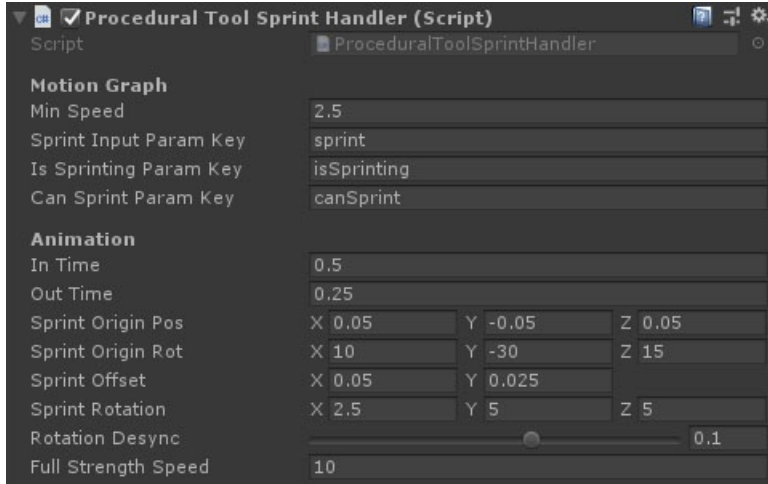 Procedural Tool Sprint Handler (Script)
Script ProceduralToolSprintHandler
Motion Graph
Min Speed 2.5
Sprint Input Param Key sprint
Is Sprinting Param Key isSprinting
Can Sprint Param Key canSprint
Animation
In Time 0.5
Out Time 0.25
Sprint Origin Pos X 0.05 Y -0.05 Z 0.05
Sprint Origin Rot X 10 Y -30 Z 15
Sprint Offset X 0.05 Y 0.025
Sprint Rotation X 2.5 Y 5 Z 5
Rotation Desync 0.1
Full Strength Speed 10